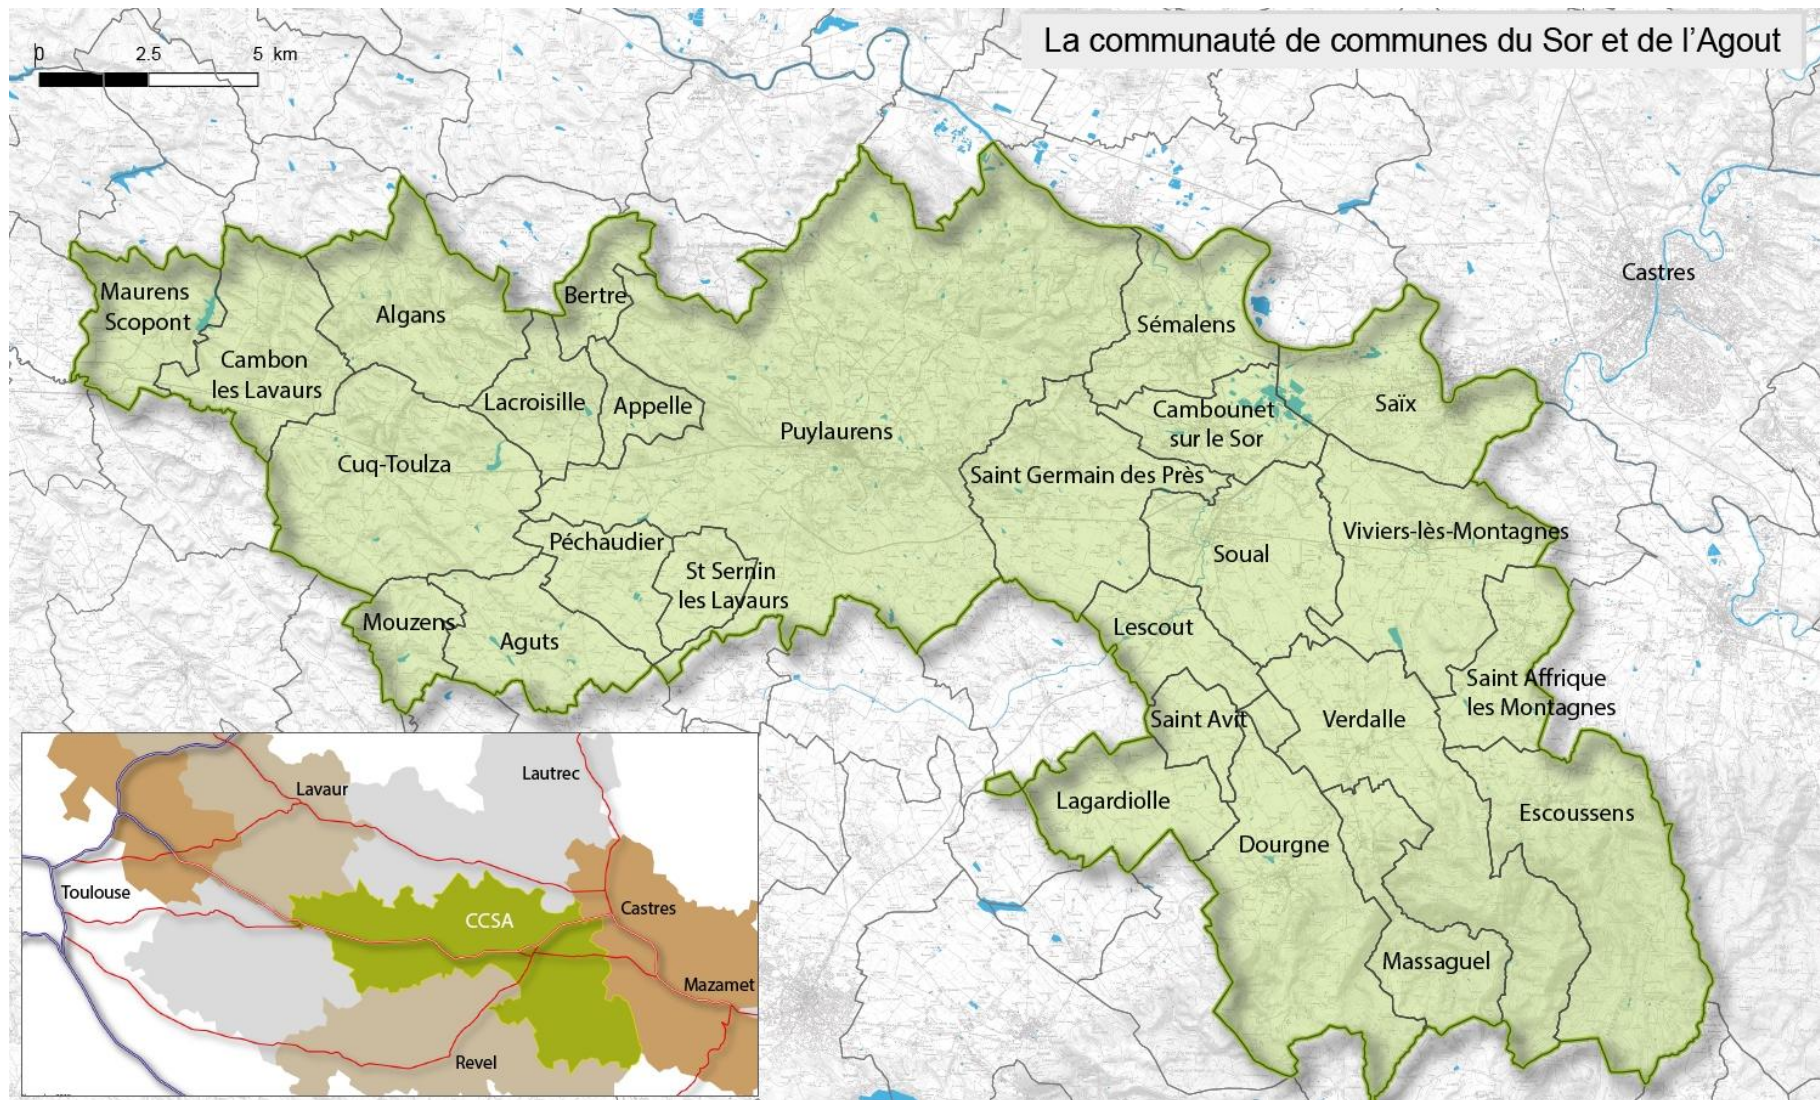 La communauté de communes du Sor et de l'Agout
0 2.5 5 km
Castres
Maurens
Scopont
Cambon
les Lavaurs
Algans
Bertre
Lacroisille
Appelle
Cuq-Toulza
Puylaurens
Sémalens
Cambounet
sur le Sor
Saïx
Saint Germain des Près
Viviers-lès-Montagnes
Soual
Péchaudier
St Sernin
les Lavaurs
Mouzens
Aguts
Lescout
Saint Avit
Verdalle
Saint Affrique
les Montagnes
Lagardiolle
Dourgne
Escoussens
Massaguel
Lautrec
Lavaur
Toulouse
CCSA
Castres
Mazamet
Revel